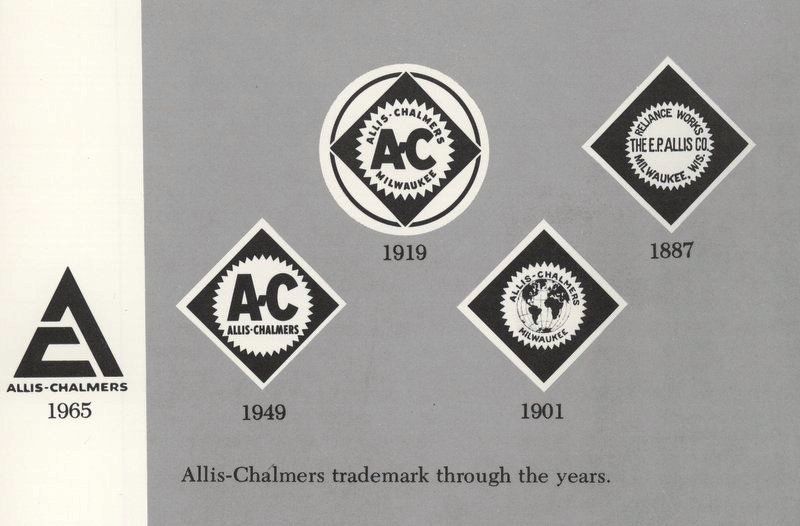 ALLIS-CHALMERS
A-C
MILWAUKEE
1919
RELIANCE WORKS
THE E.P. ALLIS CO.
MILWAUKEE, WIS.
1887
A-C
ALLIS-CHALMERS
1949
ALLIS-CHALMERS
MILWAUKEE
1901
A
C
ALLIS-CHALMERS
1965
Allis-Chalmers trademark through the years.